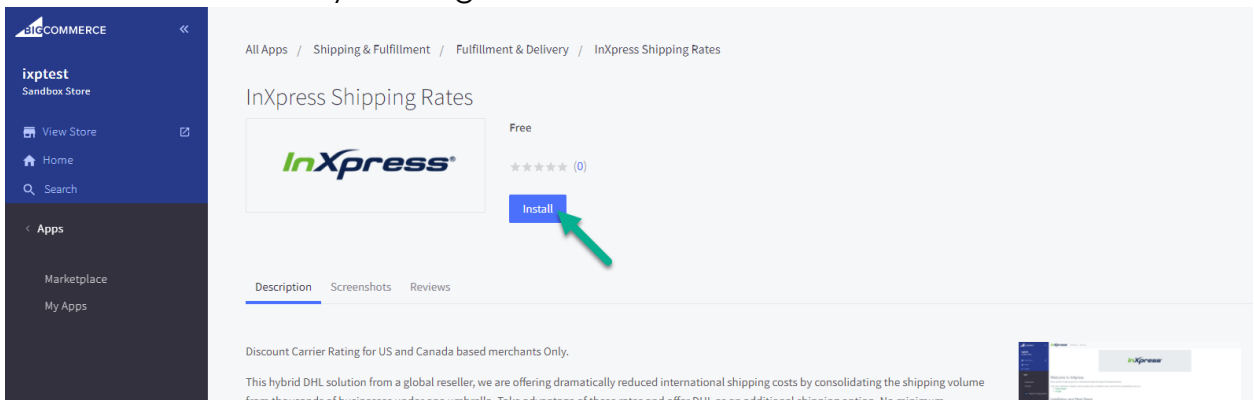 BIGCOMMERCE
ixptest
Sandbox Store
View Store
Home
Search
Apps
Marketplace
My Apps
All Apps / Shipping & Fulfillment / Fulfillment & Delivery / InXpress Shipping Rates
InXpress Shipping Rates
InXpress®
Free
(0)
Install
Description Screenshots Reviews
Discount Carrier Rating for US and Canada based merchants Only.
This hybrid DHL solution from a global reseller, we are offering dramatically reduced international shipping costs by consolidating the shipping volume
InXpress